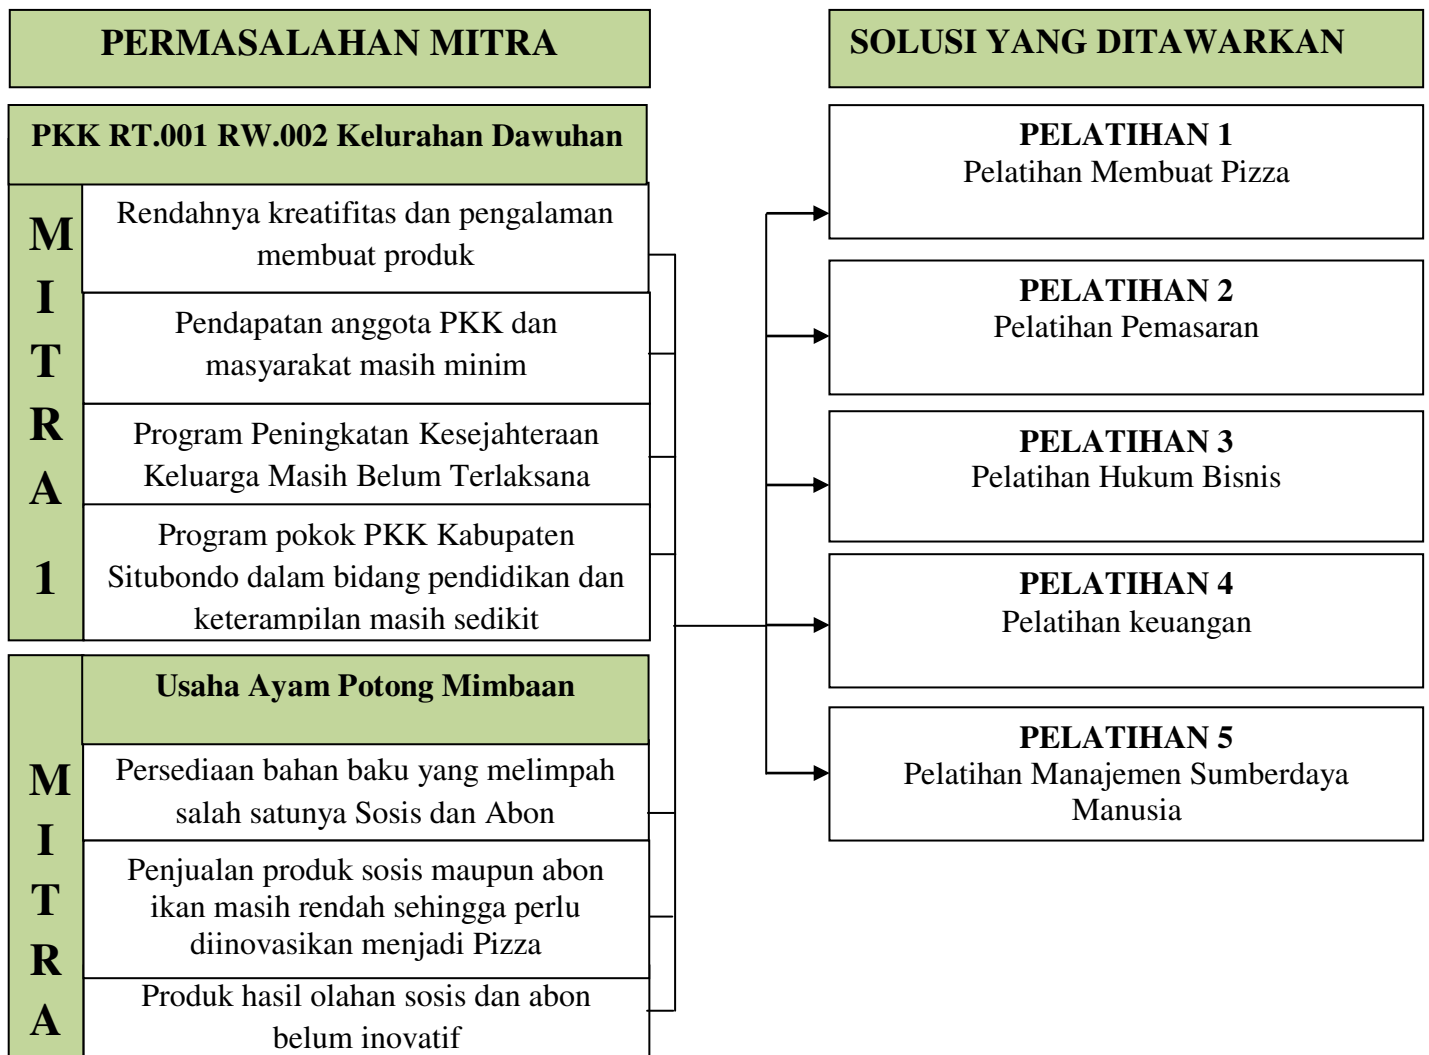 PERMASALAHAN MITRA
SOLUSI YANG DITAWARKAN
PKK RT.001 RW.002 Kelurahan Dawuhan
M
I
T
R
A
1
Rendahnya kreatifitas dan pengalaman
membuat produk
Pendapatan anggota PKK dan
masyarakat masih minim
Program Peningkatan Kesejahteraan
Keluarga Masih Belum Terlaksana
Program pokok PKK Kabupaten
Situbondo dalam bidang pendidikan dan
keterampilan masih sedikit
M
I
T
R
A
Usaha Ayam Potong Mimbaan
Persediaan bahan baku yang melimpah
salah satunya Sosis dan Abon
Penjualan produk sosis maupun abon
ikan masih rendah sehingga perlu
diinovasikan menjadi Pizza
Produk hasil olahan sosis dan abon
belum inovatif
PELATIHAN 1
Pelatihan Membuat Pizza
PELATIHAN 2
Pelatihan Pemasaran
PELATIHAN 3
Pelatihan Hukum Bisnis
PELATIHAN 4
Pelatihan keuangan
PELATIHAN 5
Pelatihan Manajemen Sumberdaya
Manusia